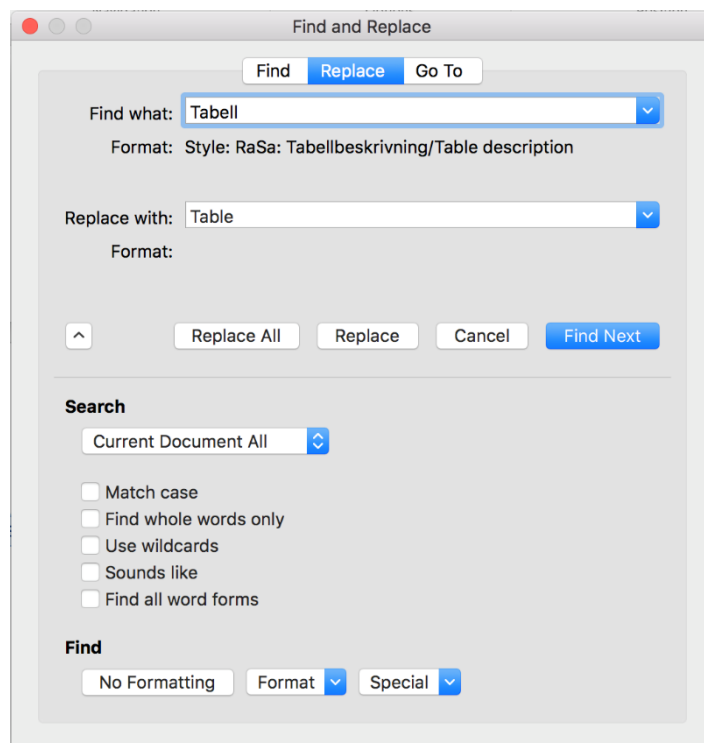 Find and Replace
Find Replace Go To
Find what: Tabell
Format: Style: RaSa: Tabellbeskrivning/Table description
Replace with: Table
Format:
Replace All Replace Cancel Find Next
Search
Current Document All
Match case
Find whole words only
Use wildcards
Sounds like
Find all word forms
Find
No Formatting Format Special